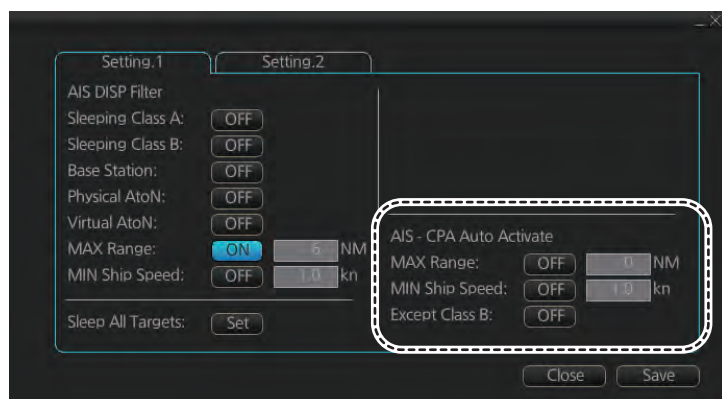 Setting.1 Setting.2
AIS DISP Filter
Sleeping Class A: OFF
Sleeping Class B: OFF
Base Station: OFF
Physical AtoN: OFF
Virtual AtoN: OFF
MAX Range: ON 6 NM
MIN Ship Speed: OFF 1.0 kn
Sleep All Targets: Set
AIS - CPA Auto Activate
MAX Range: OFF 0 NM
MIN Ship Speed: OFF 1.0 kn
Except Class B: OFF
Close Save